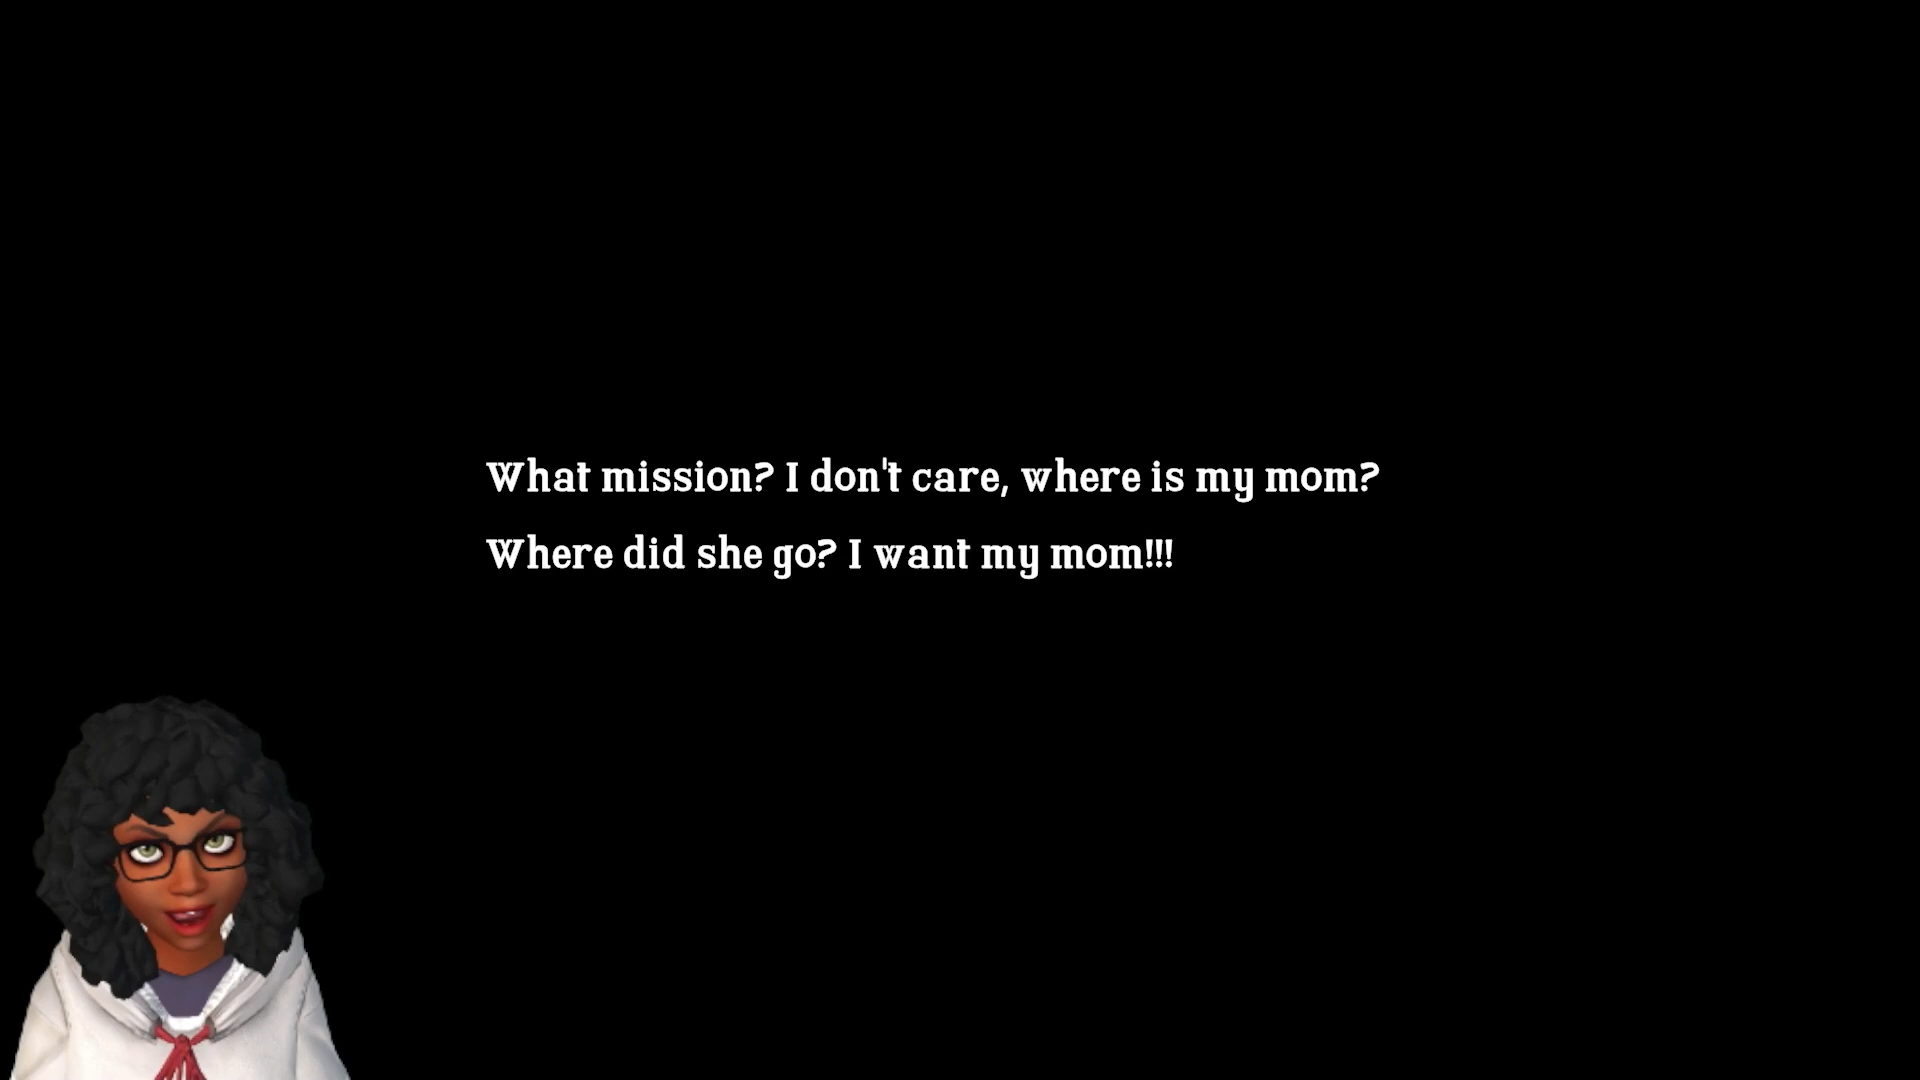 What mission? I don't care, where is my mom?
Where did she go? I want my mom!!!